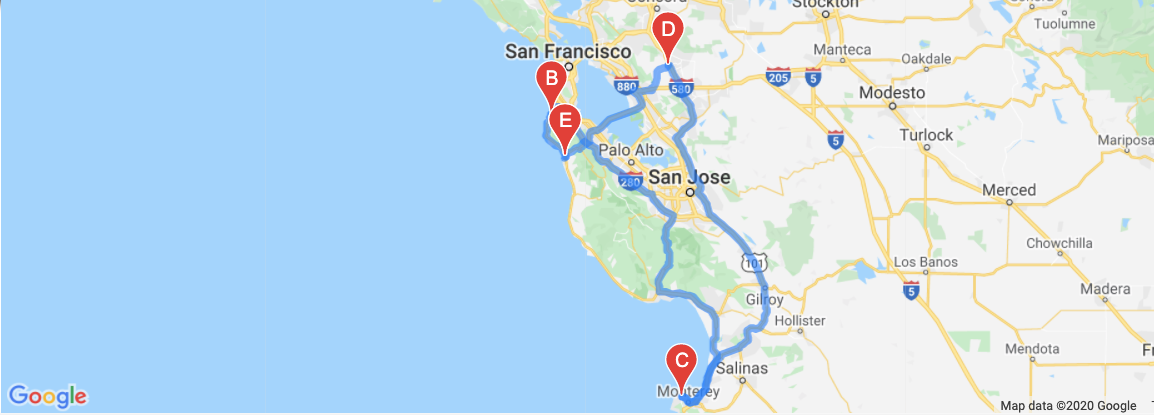 Stockton
Concord
Tuolumne
D
San Francisco
Manteca
Oakdale
B
880
580
205
5
Modesto
E
5
Turlock
Mariposa
Palo Alto
280
San Jose
Merced
Chowchilla
101
Los Banos
5
Madera
Gilroy
Hollister
Mendota
Fr
C
Salinas
Monterey
Google
Map data ©2020 Google